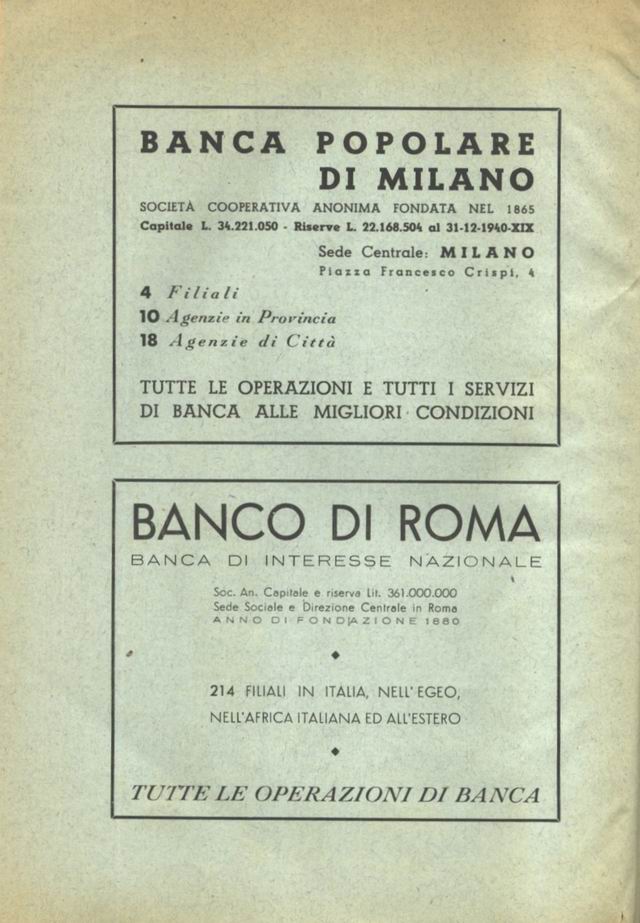 BANCA POPOLARE
DI MILANO
SOCIETÀ COOPERATIVA ANONIMA FONDATA NEL 1865
Capitale L. 34.221.050 - Riserve L. 22.168.504 al 31-12-1940-XIX
Sede Centrale: MILANO
Piazza Francesco Crispi, 4
4 Filiali
10 Agenzie in Provincia
18 Agenzie di Città
TUTTE LE OPERAZIONI E TUTTI I SERVIZI
DI BANCA ALLE MIGLIORI CONDIZIONI
BANCO DI ROMA
BANCA DI INTERESSE NAZIONALE
Soc. An. Capitale e riserva Lit. 361.000.000
Sede Sociale e Direzione Centrale in Roma
ANNO DI FONDAZIONE 1880
214 FILIALI IN ITALIA, NELL'EGEO,
NELL'AFRICA ITALIANA ED ALL'ESTERO
TUTTE LE OPERAZIONI DI BANCA